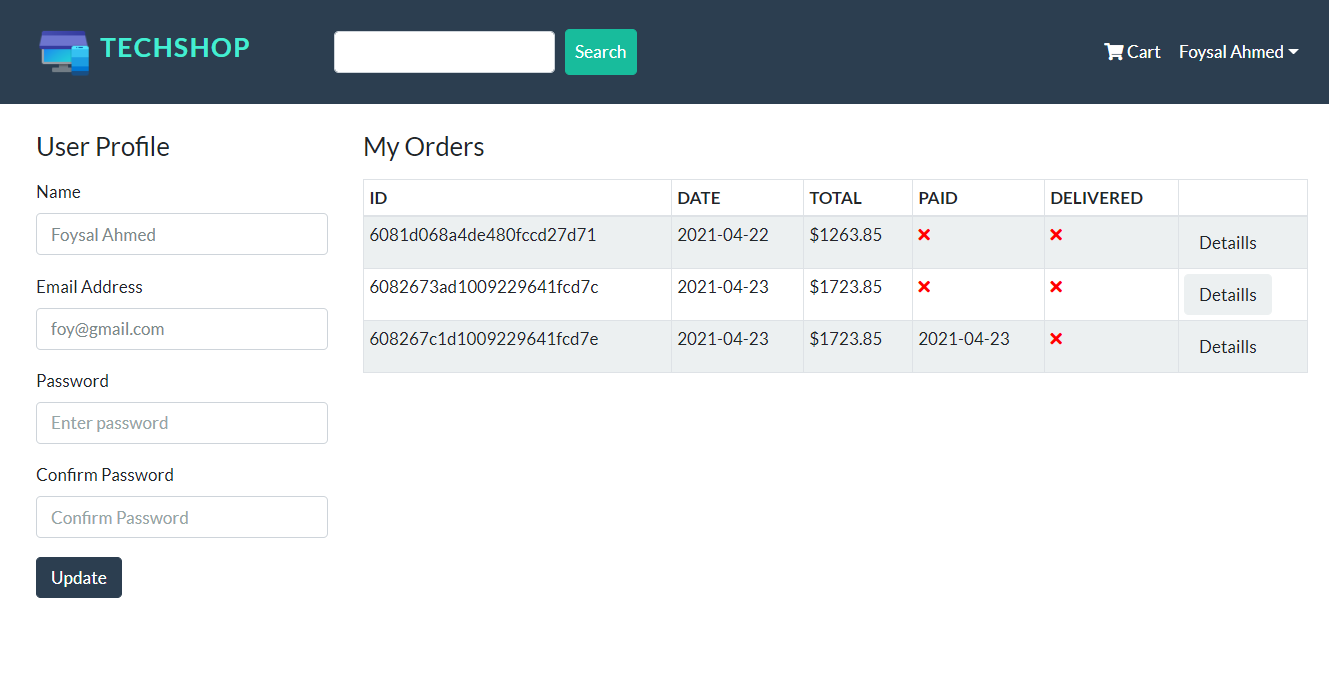 TECHSHOP
Search
Cart
Foysal Ahmed
User Profile
Name
Foysal Ahmed
Email Address
foy@gmail.com
Password
Enter password
Confirm Password
Confirm Password
Update
My Orders
ID DATE TOTAL PAID DELIVERED
6081d068a4de480fccd27d71 2021-04-22 $1263.85 Detaills
6082673ad1009229641fcd7c 2021-04-23 $1723.85 Detaills
608267c1d1009229641fcd7e 2021-04-23 $1723.85 2021-04-23 Detaills